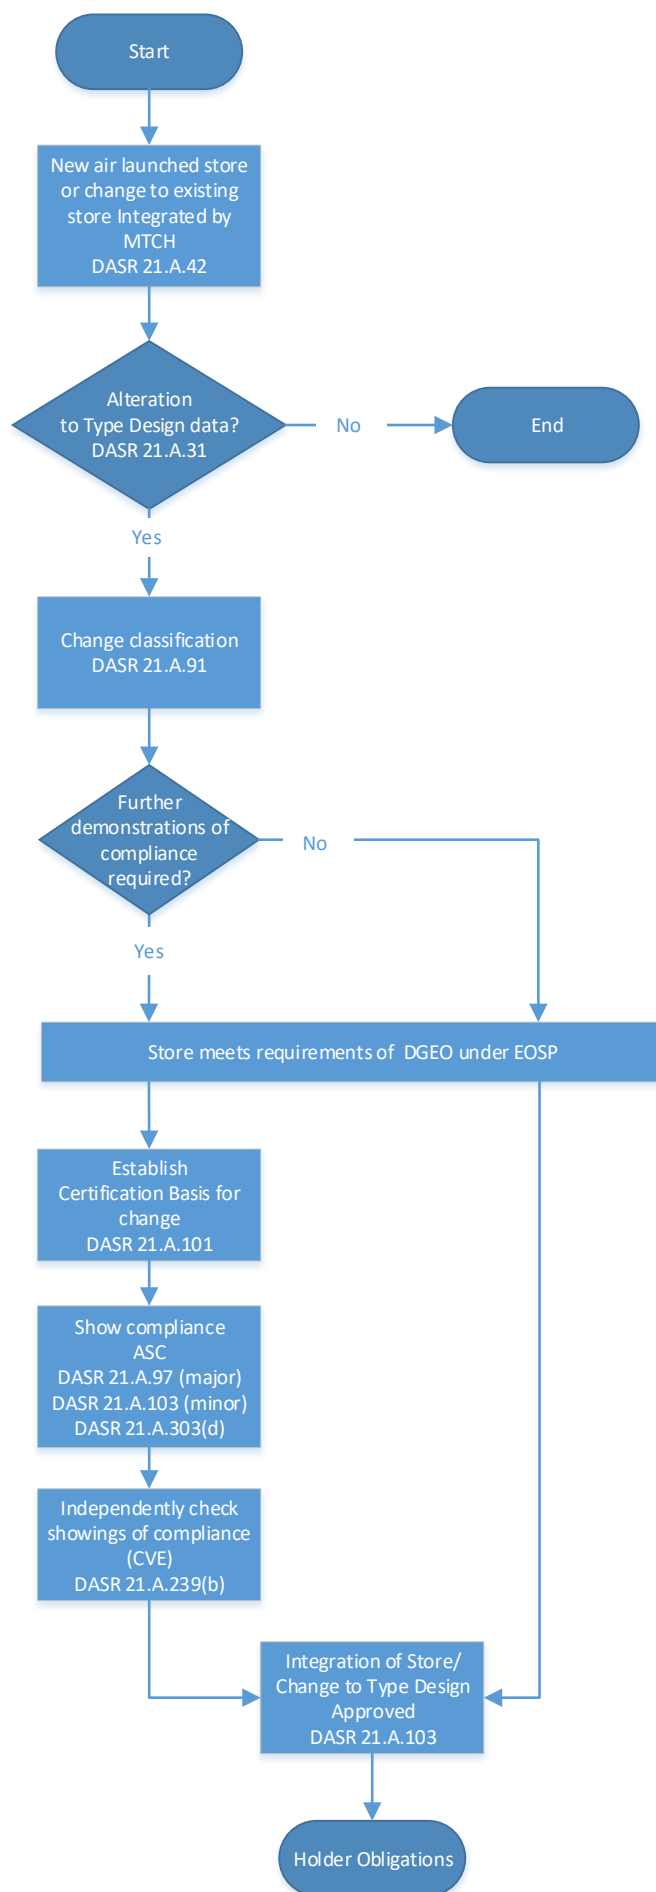 Start
New air launched store
or change to existing
store Integrated by
MTCH
DASR 21.A.42
Alteration
to Type Design data?
DASR 21.A.31
No
End
Yes
Change classification
DASR 21.A.91
Further
demonstrations of
compliance
required?
No
Yes
Store meets requirements of DGEO under EOSP
Establish
Certification Basis for
change
DASR 21.A.101
Show compliance
ASC
DASR 21.A.97 (major)
DASR 21.A.103 (minor)
DASR 21.A.303(d)
Independently check
showings of compliance
(CVE)
DASR 21.A.239(b)
Integration of Store/
Change to Type Design
Approved
DASR 21.A.103
Holder Obligations